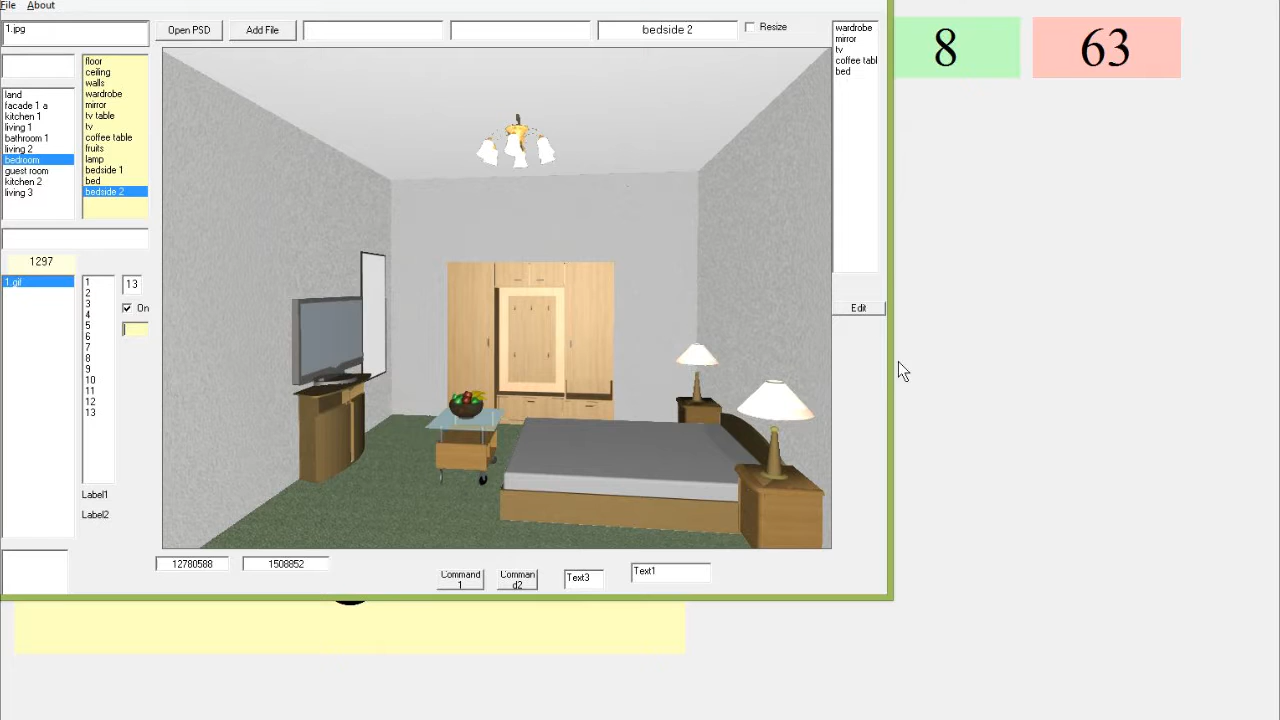 File About
1.jpg
Open PSD
Add File
bedside 2
Resize
8
63
floor
ceiling
walls
wardrobe
mirror
tv table
tv
coffee table
fruits
lamp
bedside 1
bed
bedside 2
land
facade 1 a
kitchen 1
living 1
bathroom 1
living 2
bedroom
guest room
kitchen 2
living 3
wardrobe
mirror
tv
coffee tabl
bed
1297
1.gif
1
2
3
4
5
6
7
8
9
10
11
12
13
13
On
Edit
Label1
Label2
12780588
1508852
Command
1
Comman
d2
Text3
Text1